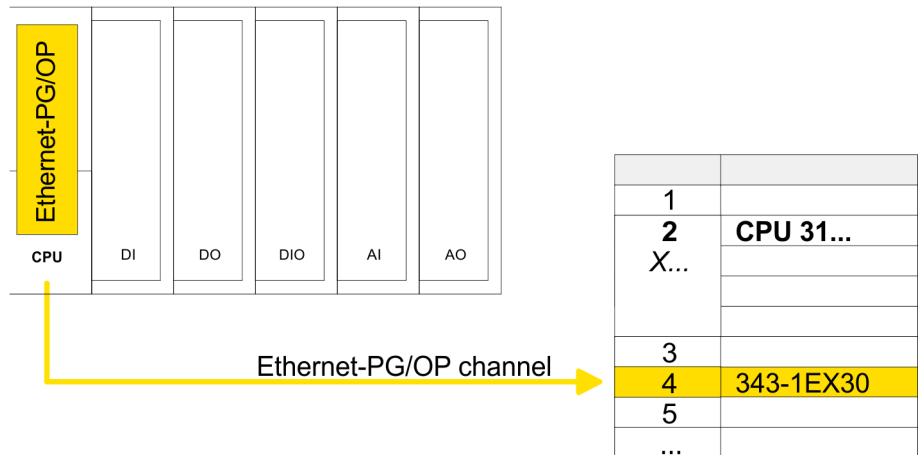 Ethernet-PG/OP
CPU
DI
DO
DIO
AI
AO
Ethernet-PG/OP channel
1
2 CPU 31...
X...
3
4 343-1EX30
5
...